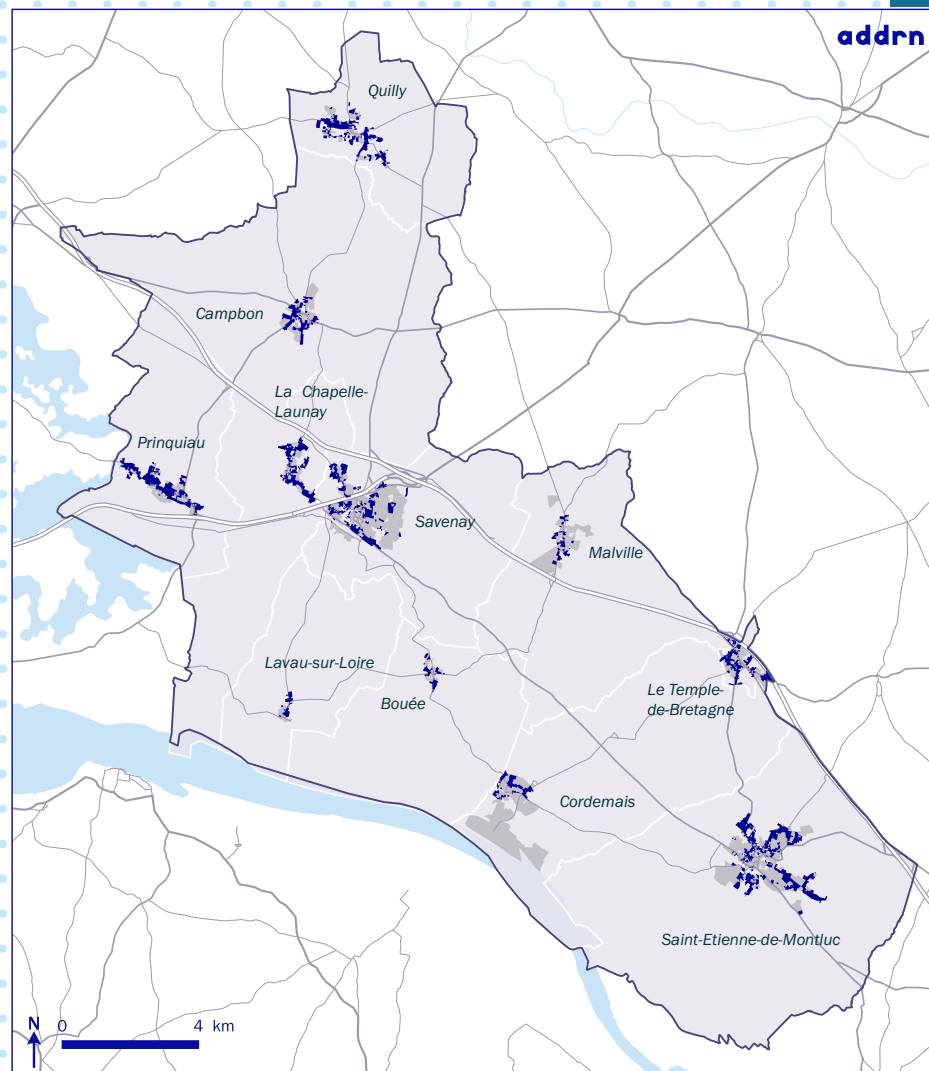 addrn
Quilly
Campbon
La Chapelle-
Launay
Prinquiau
Savenay
Malville
Lavau-sur-Loire
Bouée
Le Temple-
de-Bretagne
Cordemais
Saint-Etienne-de-Montluc
N 0 4 km